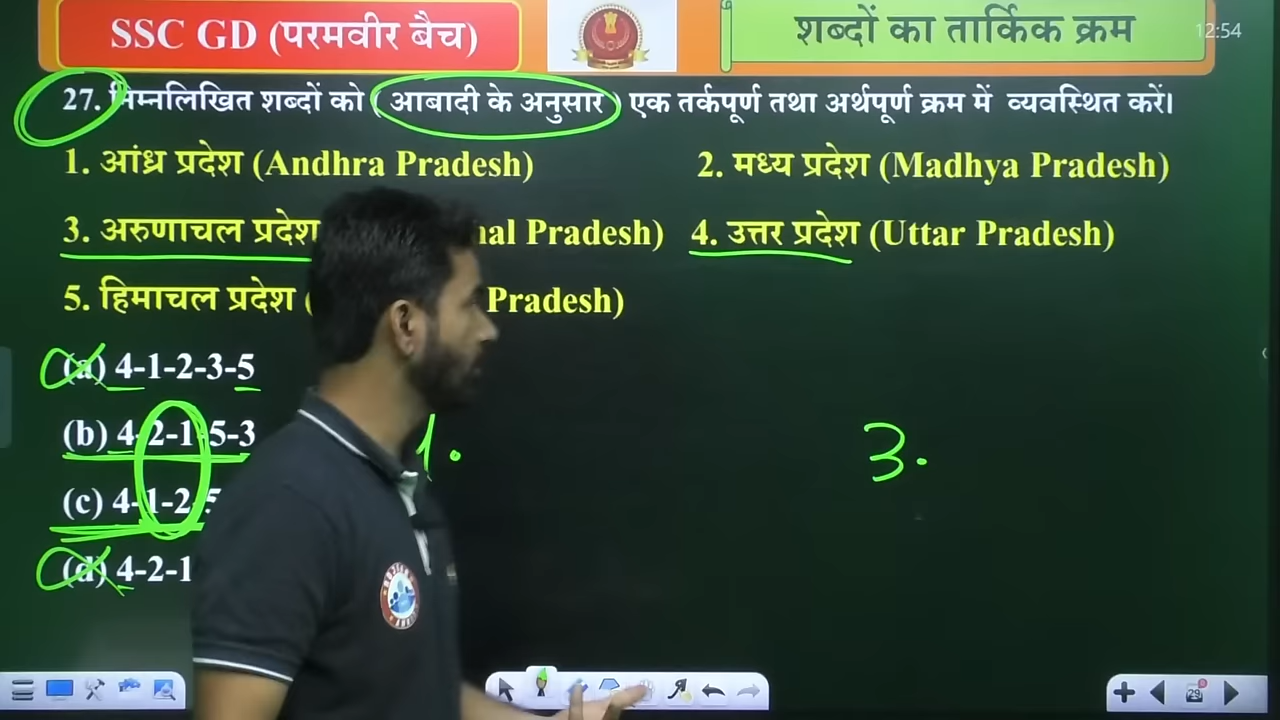 SSC GD (परमवीर बैच)
शब्दों का तार्किक क्रम
12:54
27. निम्नलिखित शब्दों को (आबादी के अनुसार) एक तर्कपूर्ण तथा अर्थपूर्ण क्रम में व्यवस्थित करें।
1. आंध्र प्रदेश (Andhra Pradesh) 2. मध्य प्रदेश (Madhya Pradesh)
3. अरुणाचल प्रदेश Pradesh) 4. उत्तर प्रदेश (Uttar Pradesh)
5. हिमाचल प्रदेश ( Pradesh)
(a) 4-1-2-3-5
(b) 4-2-1-5-3
(c) 4-1-2-5
(d) 4-2-1
1. 3.
29